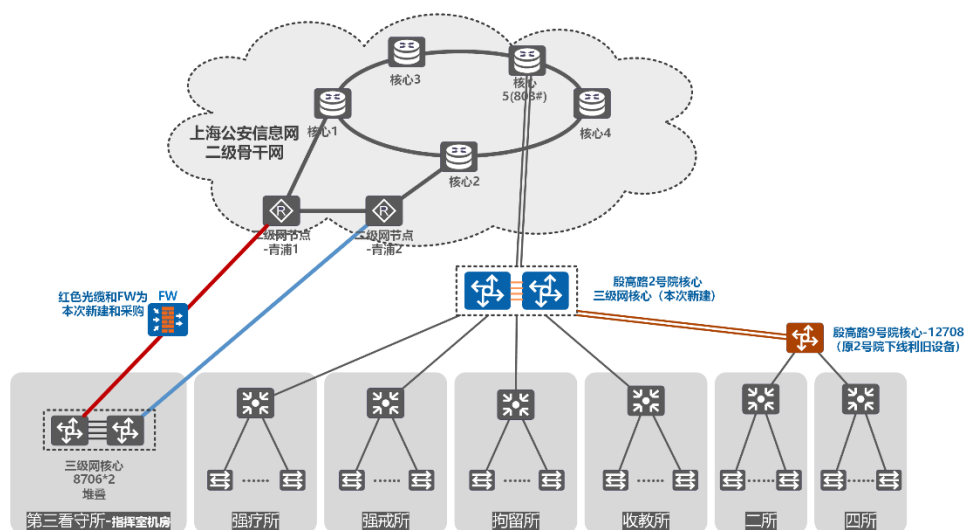 核心3
核心
5(808#)
核心1
核心4
上海公安信息网
二级骨干网
核心2
R
R
二级网节点
-青浦1
二级网节点
-青浦2
殷高路2号院核心
三级网核心（本次新建）
红色光缆和FW为
本次新建和采购
FW
殷高路9号院核心-12708
（原2号院下线利旧设备）
三级网核心
8706*2
堆叠
第三看守所-指挥室机房
强疗所
强戒所
拘留所
收教所
二所
四所